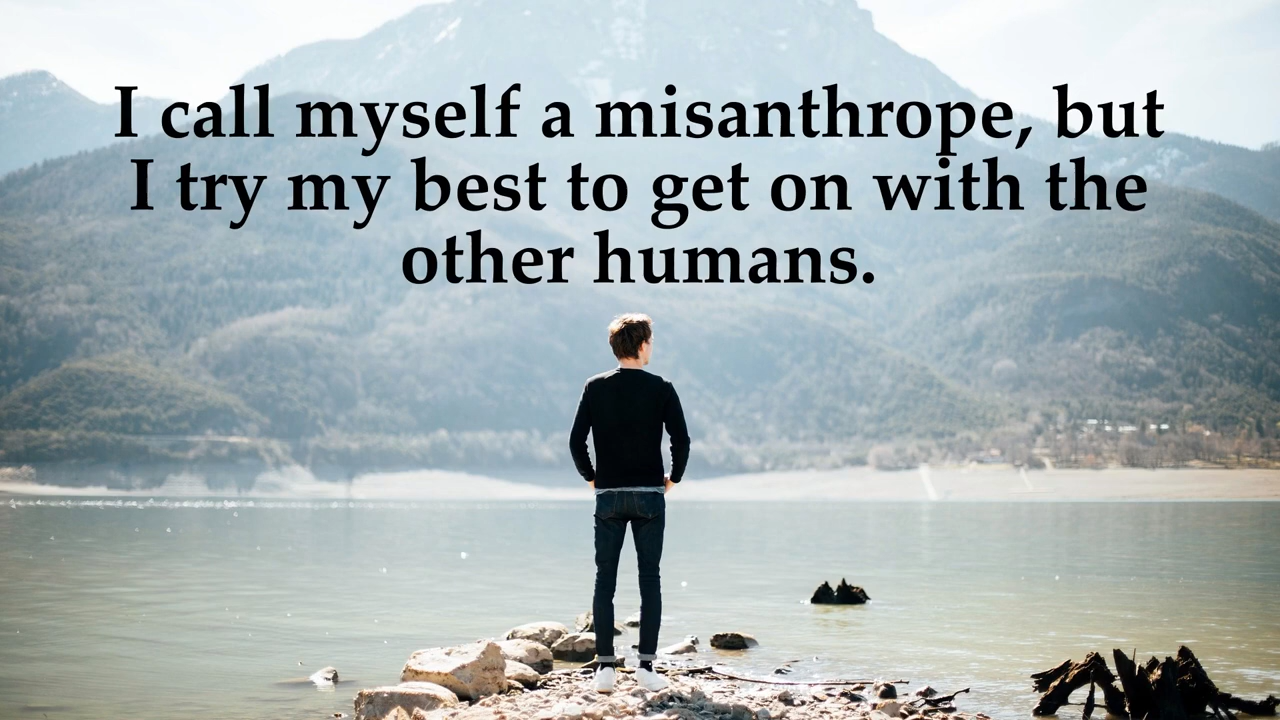 I call myself a misanthrope, but
I try my best to get on with the
other humans.